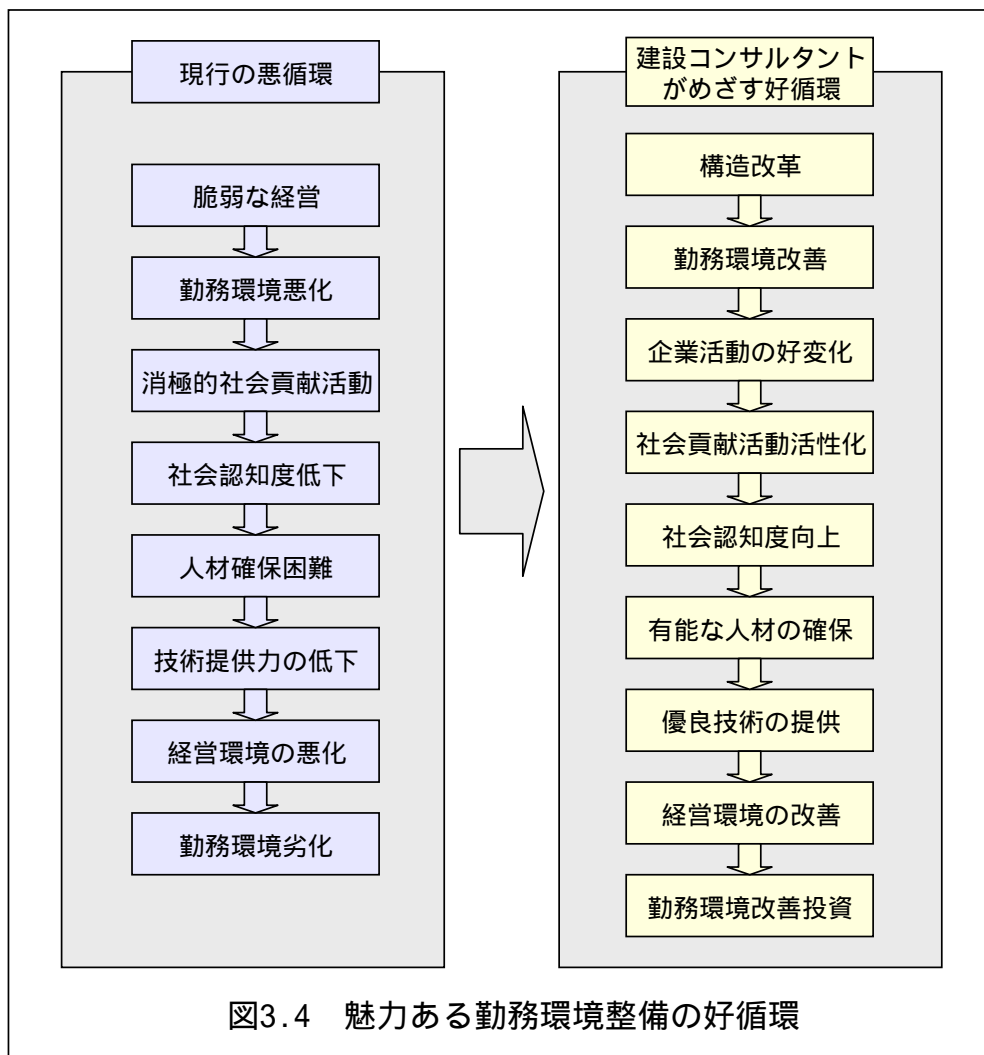 現行の悪循環
脆弱な経営
勤務環境悪化
消極的社会貢献活動
社会認知度低下
人材確保困難
技術提供力の低下
経営環境の悪化
勤務環境劣化
建設コンサルタント
がめざす好循環
構造改革
勤務環境改善
企業活動の好変化
社会貢献活動活性化
社会認知度向上
有能な人材の確保
優良技術の提供
経営環境の改善
勤務環境改善投資
図3.4 魅力ある勤務環境整備の好循環